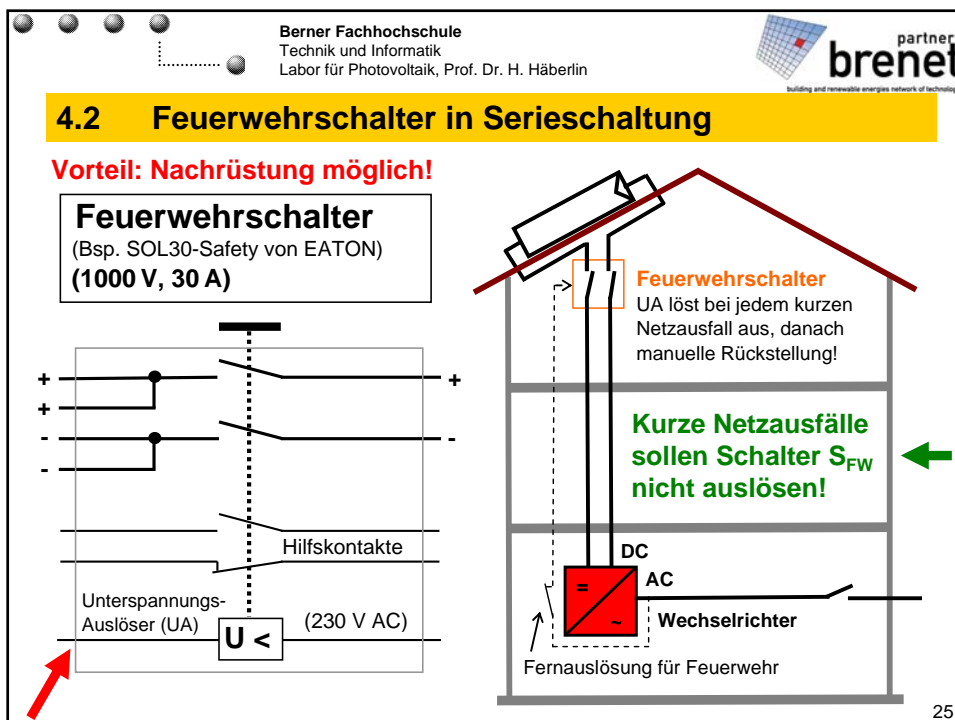 Berner Fachhochschule
Technik und Informatik
Labor für Photovoltaik, Prof. Dr. H. Häberlin
partner
brenet
building and renewable energies network of technology
4.2 Feuerwehrschalter in Serieschaltung
Vorteil: Nachrüstung möglich!
Feuerwehrschalter
(Bsp. SOL30-Safety von EATON)
(1000 V, 30 A)
+
+
+
-
-
-
Hilfskontakte
Unterspannungs-
Auslöser (UA)
U <
(230 V AC)
Feuerwehrschalter
UA löst bei jedem kurzen
Netzausfall aus, danach
manuelle Rückstellung!
Kurze Netzausfälle
sollen Schalter SFW
nicht auslösen!
DC
AC
=
~
Wechselrichter
Fernauslösung für Feuerwehr
25